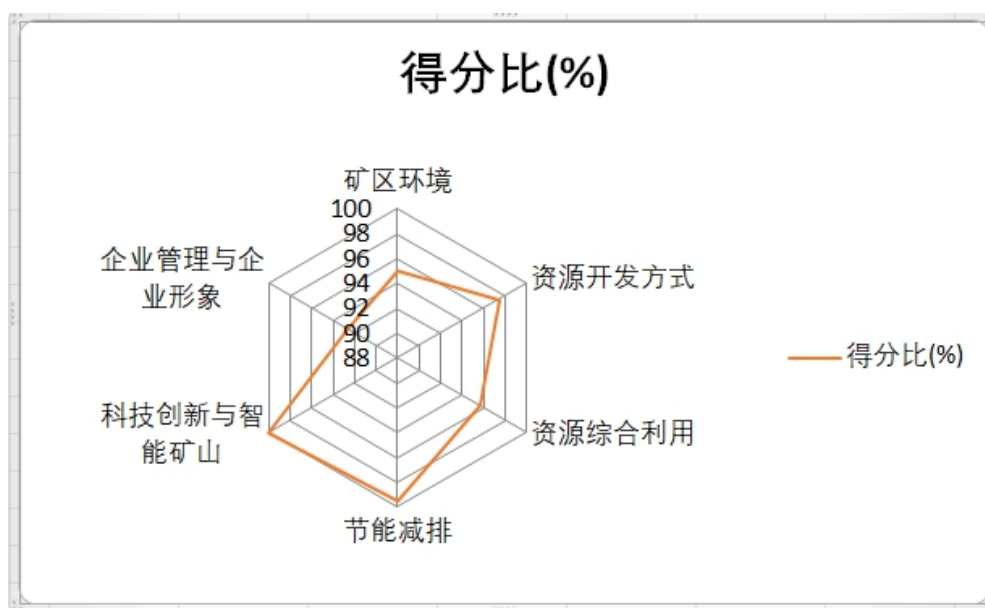 得分比(%)
矿区环境
100
98
96
94
92
90
88
资源开发方式
资源综合利用
节能减排
科技创新与智
能矿山
企业管理与企
业形象
得分比(%)